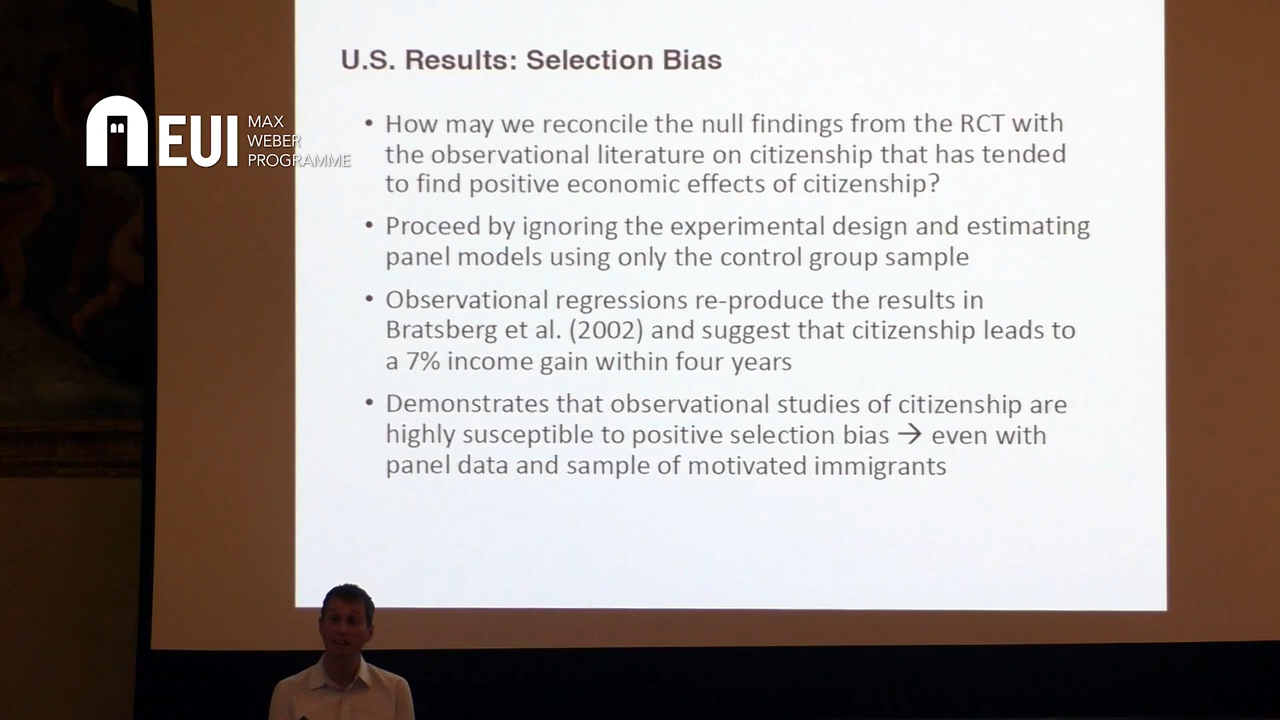 U.S. Results: Selection Bias
EUI
MAX
WEBER
PROGRAMME
• How may we reconcile the null findings from the RCT with
the observational literature on citizenship that has tended
to find positive economic effects of citizenship?
• Proceed by ignoring the experimental design and estimating
panel models using only the control group sample
• Observational regressions re-produce the results in
Bratsberg et al. (2002) and suggest that citizenship leads to
a 7% income gain within four years
• Demonstrates that observational studies of citizenship are
highly susceptible to positive selection bias → even with
panel data and sample of motivated immigrants